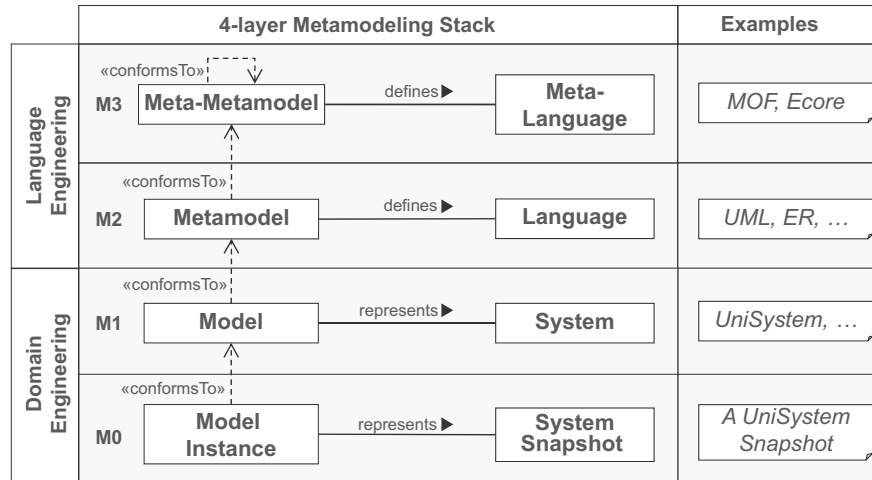 4-layer Metamodeling Stack
Examples
Language
Engineering
Domain
Engineering
«conformsTo»
M3
Meta-Metamodel
defines
Meta-
Language
MOF, Ecore
«conformsTo»
M2
Metamodel
defines
Language
UML, ER, …
«conformsTo»
M1
Model
represents
System
UniSystem, …
«conformsTo»
M0
Model
Instance
represents
System
Snapshot
A UniSystem
Snapshot